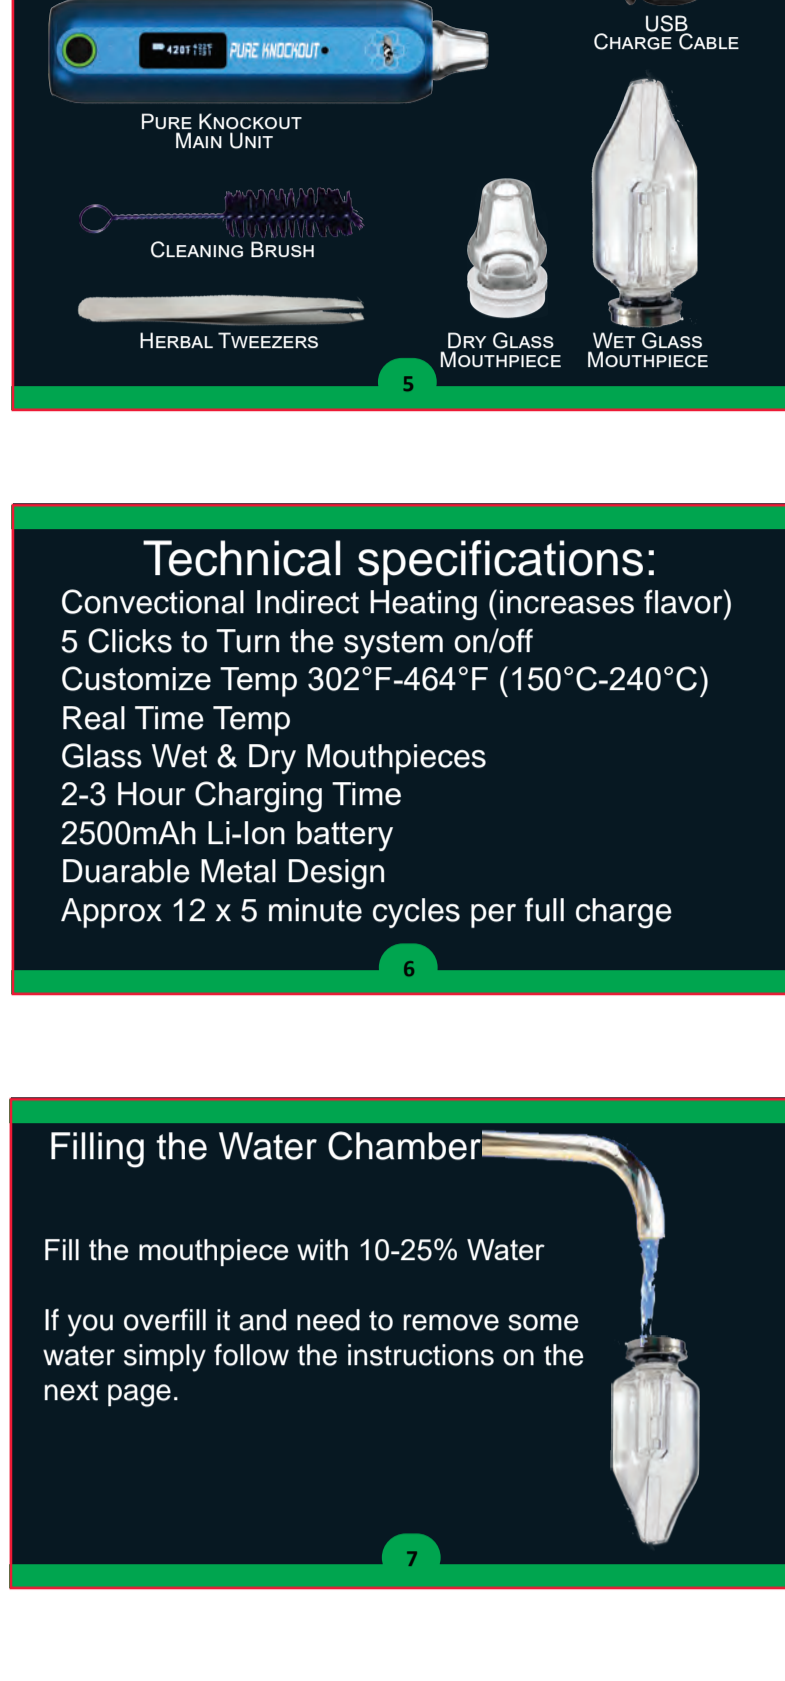 USB
CHARGE CABLE
PURE KNOCKOUT
PURE KNOCKOUT
MAIN UNIT
CLEANING BRUSH
HERBAL TWEEZERS
DRY GLASS
MOUTHPIECE
WET GLASS
MOUTHPIECE
5
Technical specifications:
Convectional Indirect Heating (increases flavor)
5 Clicks to Turn the system on/off
Customize Temp 302°F-464°F (150°C-240°C)
Real Time Temp
Glass Wet & Dry Mouthpieces
2-3 Hour Charging Time
2500mAh Li-Ion battery
Duarable Metal Design
Approx 12 x 5 minute cycles per full charge
6
Filling the Water Chamber
Fill the mouthpiece with 10-25% Water
If you overfill it and need to remove some
water simply follow the instructions on the
next page.
7